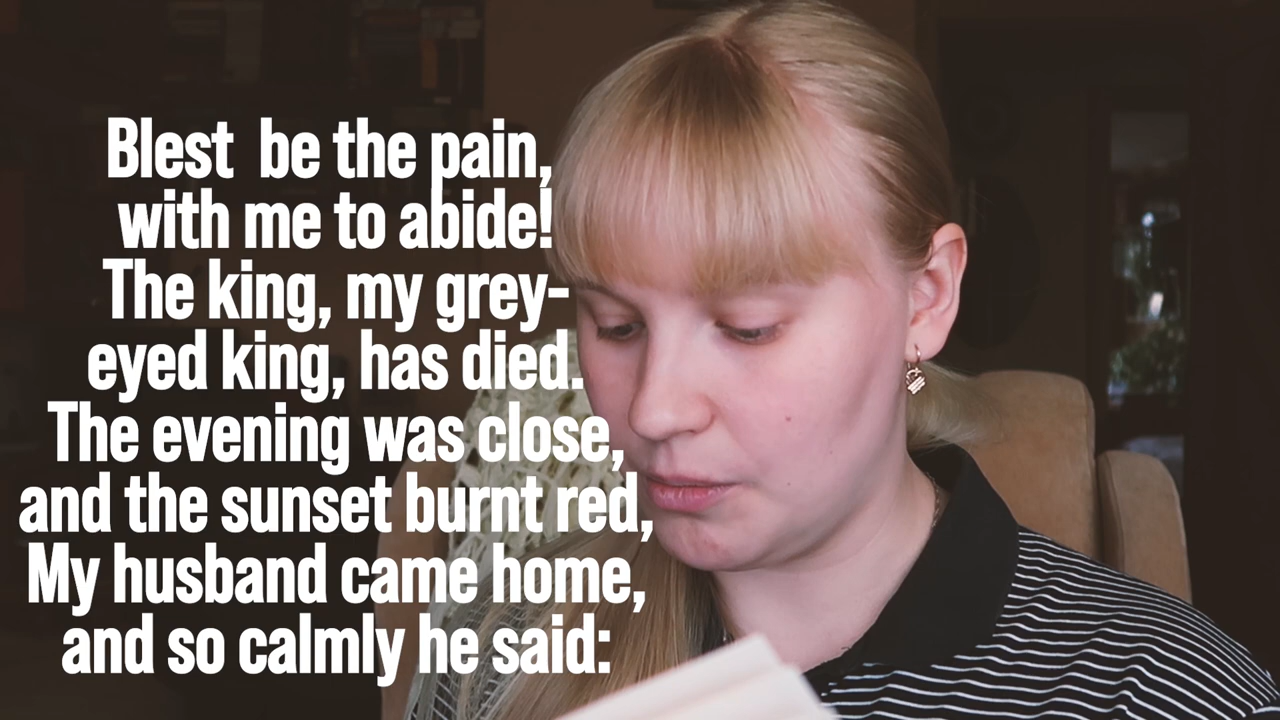 Blest be the pain,
with me to abide!
The king, my grey-
eyed king, has died.
The evening was close,
and the sunset burnt red,
My husband came home,
and so calmly he said: